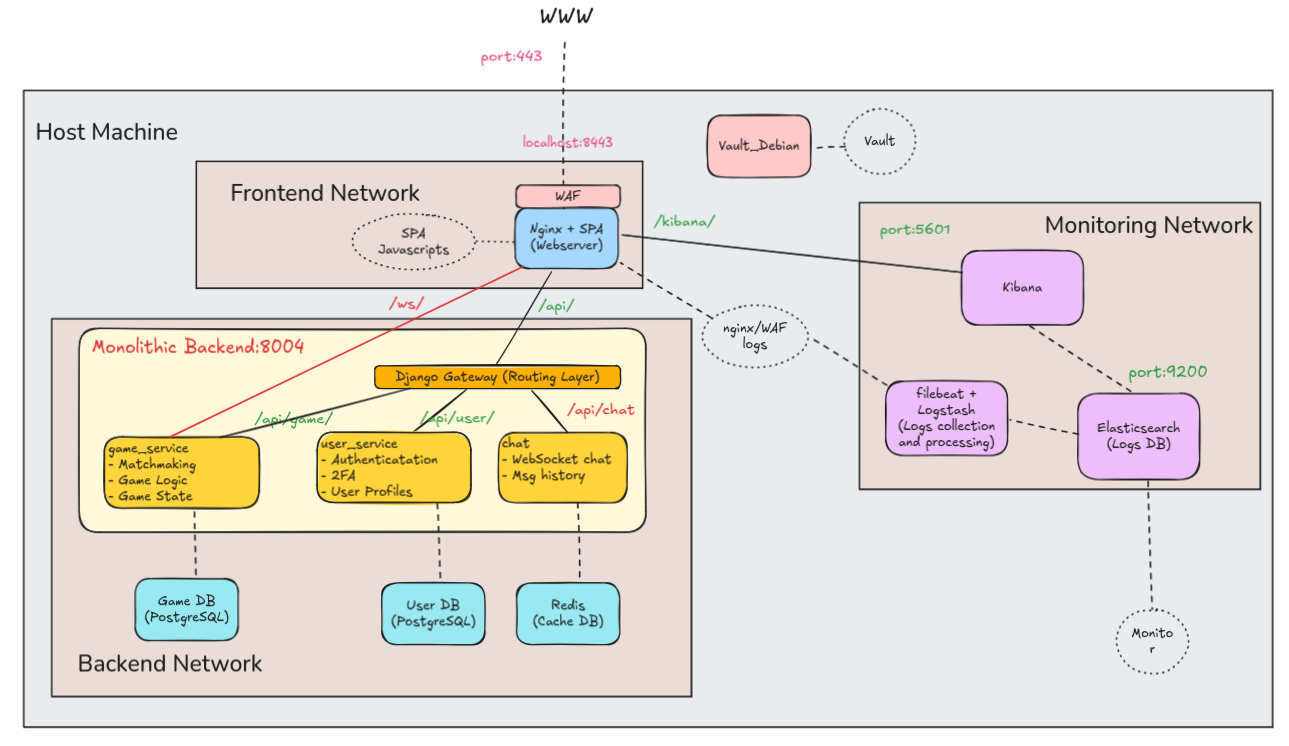 WWW
port:443
Host Machine
localhost:8443
Vault_Debian
Vault
Frontend Network
WAF
Nginx + SPA
(Webserver)
SPA
Javascripts
/kibana/
port:5601
Monitoring Network
Kibana
/ws/
/api/
nginx/WAF
logs
Monolithic Backend:8004
Django Gateway (Routing Layer)
port:9200
filebeat +
Logstash
(Logs collection
and processing)
Elasticsearch
(Logs DB)
/api/game/
/api/user/
/api/chat
game_service
- Matchmaking
- Game Logic
- Game State
user_service
- Authenticatation
- 2FA
- User Profiles
chat
- WebSocket chat
- Msg history
Game DB
(PostgreSQL)
User DB
(PostgreSQL)
Redis
(Cache DB)
Monito
r
Backend Network